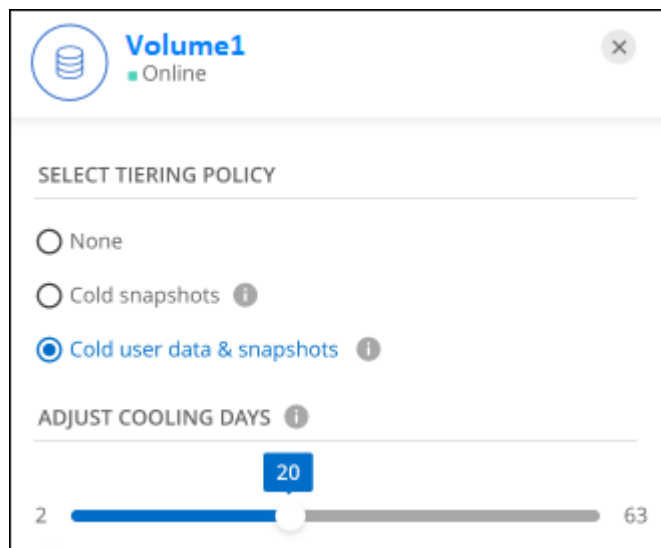 Volume1
Online
SELECT TIERING POLICY
None
Cold snapshots
Cold user data & snapshots
ADJUST COOLING DAYS
20
2 63